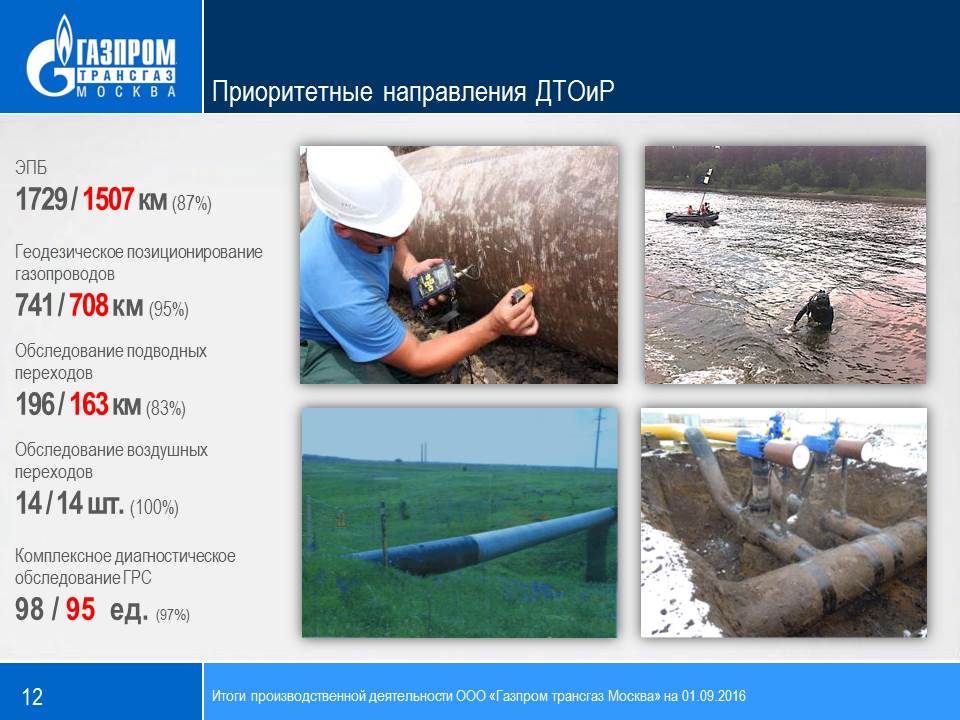 ГАЗПРОМ
ТРАНСГАЗ
МОСКВА
Приоритетные направления ДТОиР
ЭПБ
1729 / 1507 км (87%)
Геодезическое позиционирование
газопроводов
741 / 708 км (95%)
Обследование подводных
переходов
196 / 163 км (83%)
Обследование воздушных
переходов
14 / 14 шт. (100%)
Комплексное диагностическое
обследование ГРС
98 / 95 ед. (97%)
12
Итоги производственной деятельности ООО «Газпром трансгаз Москва» на 01.09.2016